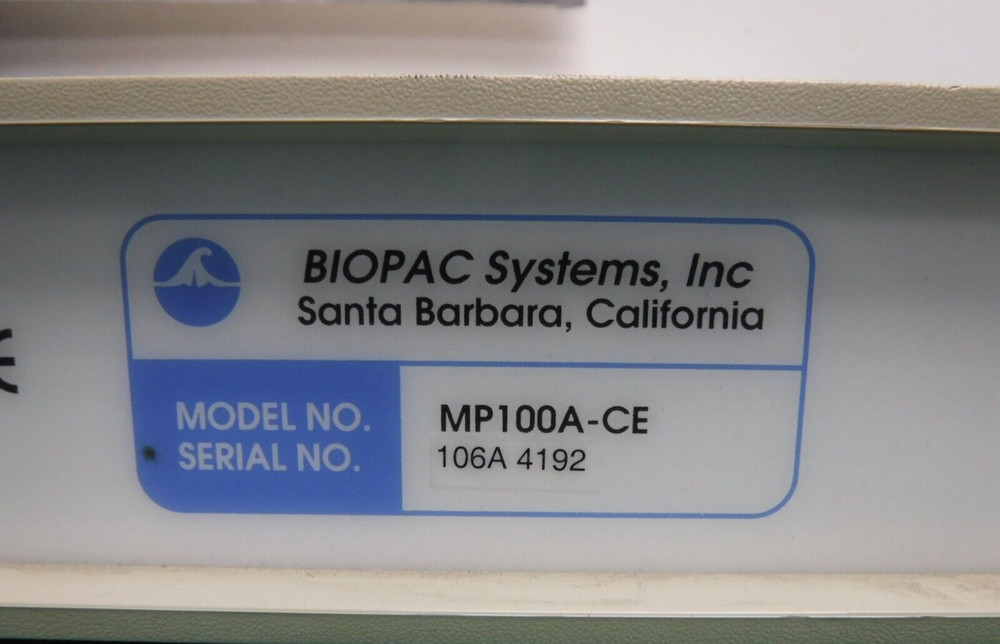 BIOPAC Systems, Inc
Santa Barbara, California
MODEL NO. MP100A-CE
SERIAL NO. 106A 4192